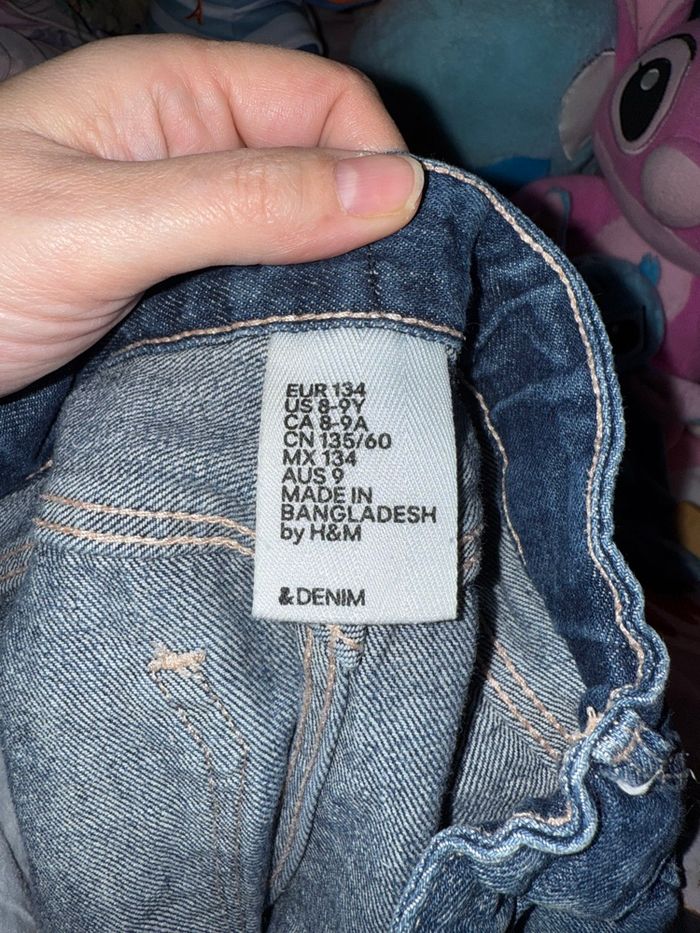 EUR 134
US 8-9Y
CA 8-9A
CN 135/60
MX 134
AUS 9
MADE IN
BANGLADESH
by H&M
& DENIM